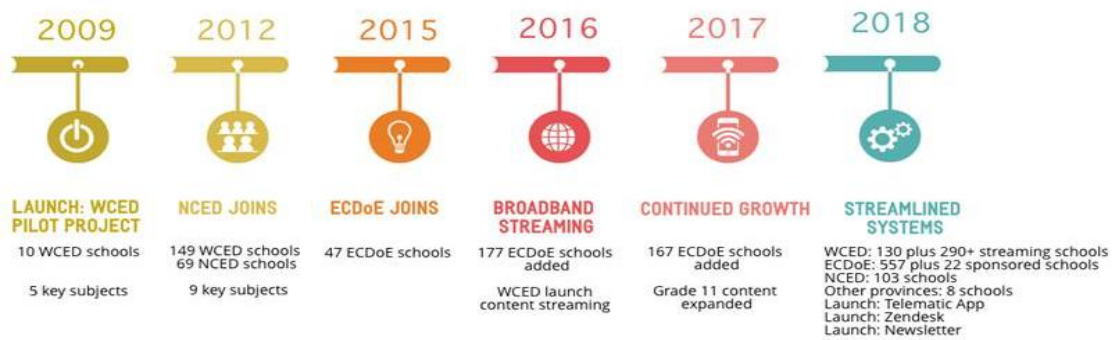 2009
LAUNCH: WCED
PILOT PROJECT
10 WCED schools
5 key subjects
2012
NCED JOINS
149 WCED schools
69 NCED schools
9 key subjects
2015
ECDoE JOINS
47 ECDoE schools
2016
BROADBAND
STREAMING
177 ECDoE schools
added
WCED launch
content streaming
2017
CONTINUED GROWTH
167 ECDoE schools
added
Grade 11 content
expanded
2018
STREAMLINED
SYSTEMS
WCED: 130 plus 290+ streaming schools
ECDoE: 557 plus 22 sponsored schools
NCED: 103 schools
Other provinces: 8 schools
Launch: Telematic App
Launch: Zendesk
Launch: Newsletter